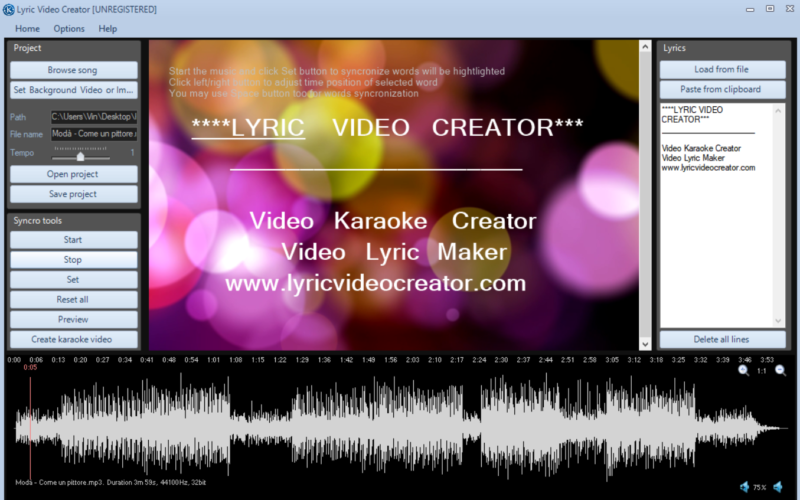 Lyric Video Creator [UNREGISTERED]
Home Options Help
Project
Browse song
Set Background Video or Im...
Path C:\Users\Vin\Desktop\
File name Modà - Come un pittore.m
Tempo 1
Open project
Save project
Syncro tools
Start
Stop
Set
Reset all
Preview
Create karaoke video
Start the music and click Set button to syncronize words will be hightlighted
Click left/right button to adjust time position of selected word
You may use button too for words syncronization
****LYRIC VIDEO CREATOR***
Video Karaoke Creator
Video Lyric Maker
www.lyricvideocreator.com
Lyrics
Load from file
Paste from clipboard
****LYRIC VIDEO
CREATOR***
Video Karaoke Creator
Video Lyric Maker
www.lyricvideocreator.com
Delete all lines
0:00 0:06 0:13 0:20 0:27 0:34 0:41 0:48 0:54 1:01 1:08 1:15 1:22 1:29 1:36 1:42 1:49 1:56 2:03 2:10 2:17 2:24 2:30 2:37 2:44 2:51 2:58 3:05 3:12 3:18 3:25 3:32 3:39 3:46 3:53
0:05
1:1
Modà - Come un pittore.mp3. Duration 3m 59s, 44100Hz, 32bit
75%